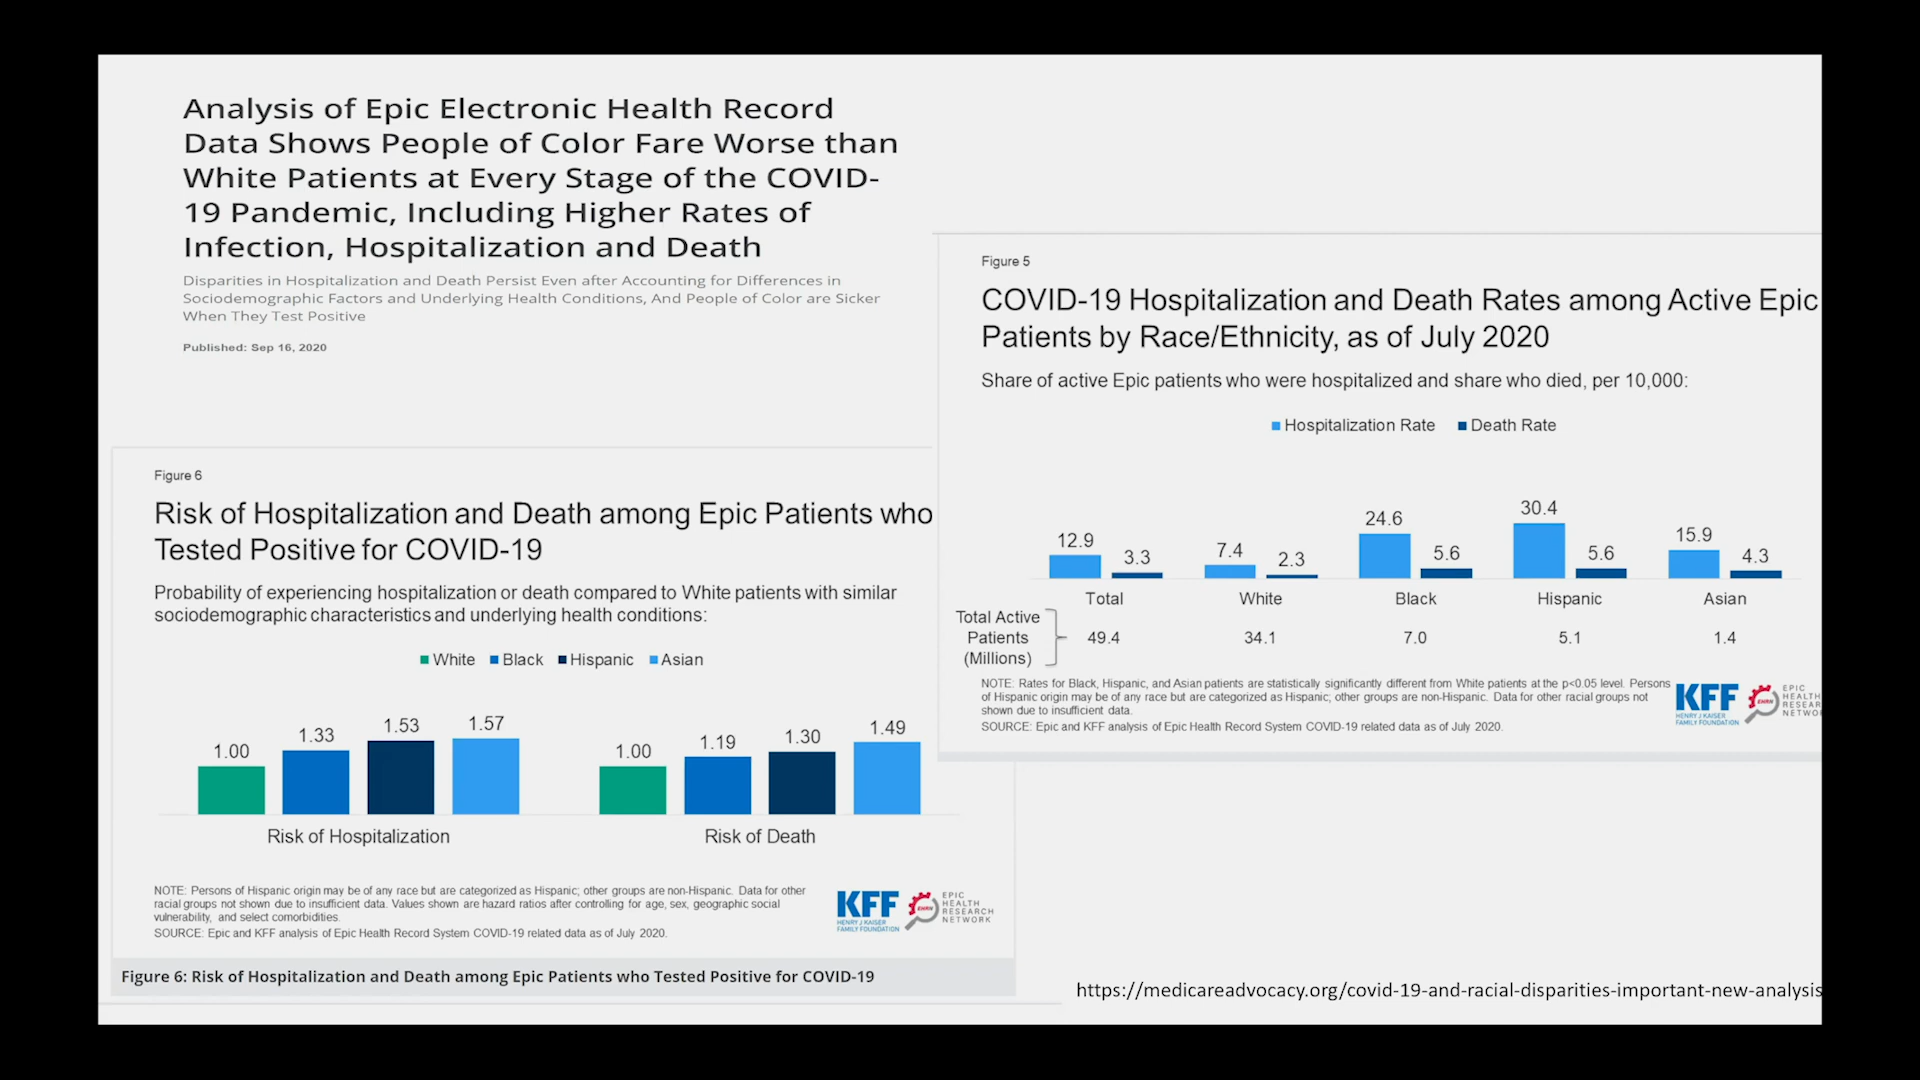 Analysis of Epic Electronic Health Record
Data Shows People of Color Fare Worse than
White Patients at Every Stage of the COVID-
19 Pandemic, Including Higher Rates of
Infection, Hospitalization and Death
Disparities in Hospitalization and Death Persist Even after Accounting for Differences in
Sociodemographic Factors and Underlying Health Conditions, And People of Color are Sicker
When They Test Positive
Published: Sep 16, 2020
Figure 6
Risk of Hospitalization and Death among Epic Patients who
Tested Positive for COVID-19
Probability of experiencing hospitalization or death compared to White patients with similar
sociodemographic characteristics and underlying health conditions:
White Black Hispanic Asian
1.00 1.33 1.53 1.57 1.00 1.19 1.30 1.49
Risk of Hospitalization Risk of Death
NOTE: Persons of Hispanic origin may be of any race but are categorized as Hispanic; other groups are non-Hispanic. Data for other
racial groups not shown due to insufficient data. Values shown are hazard ratios after controlling for age, sex, geographic social
vulnerability, and select comorbidities.
SOURCE: Epic and KFF analysis of Epic Health Record System COVID-19 related data as of July 2020.
KFF
HENRY J KAISER
FAMILY FOUNDATION
EHRN
EPIC
HEALTH
RESEARCH
NETWORK
Figure 6: Risk of Hospitalization and Death among Epic Patients who Tested Positive for COVID-19
Figure 5
COVID-19 Hospitalization and Death Rates among Active Epic
Patients by Race/Ethnicity, as of July 2020
Share of active Epic patients who were hospitalized and share who died, per 10,000:
Hospitalization Rate Death Rate
12.9 3.3 7.4 2.3 24.6 5.6 30.4 5.6 15.9 4.3
Total White Black Hispanic Asian
Total Active
Patients
(Millions)
49.4 34.1 7.0 5.1 1.4
NOTE: Rates for Black, Hispanic, and Asian patients are statistically significantly different from White patients at the p<0.05 level. Persons
of Hispanic origin may be of any race but are categorized as Hispanic; other groups are non-Hispanic. Data for other racial groups not
shown due to insufficient data.
SOURCE: Epic and KFF analysis of Epic Health Record System COVID-19 related data as of July 2020.
KFF
HENRY J KAISER
FAMILY FOUNDATION
EHRN
EPIC
HEALTH
RESEAR
NETWO
https://medicareadvocacy.org/covid-19-and-racial-disparities-important-new-analysis